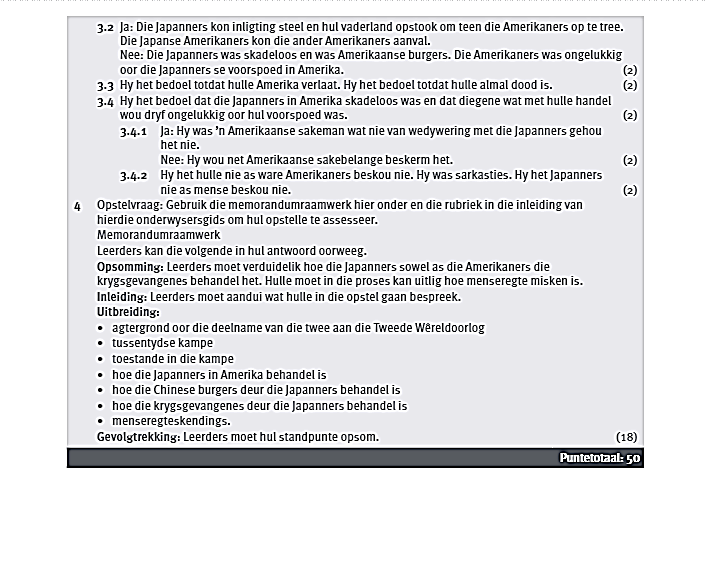 3.2 Ja: Die Japanners kon inligting steel en hul vaderland opstook om teen die Amerikaners op te tree.
Die Japanse Amerikaners kon die ander Amerikaners aanval.
Nee: Die Japanners was skadeloos en was Amerikaanse burgers. Die Amerikaners was ongelukkig
oor die Japanners se voorspoed in Amerika. (2)
3.3 Hy het bedoel totdat hulle Amerika verlaat. Hy het bedoel totdat hulle almal dood is. (2)
3.4 Hy het bedoel dat die Japanners in Amerika skadeloos was en dat diegene wat met hulle handel
wou dryf ongelukkig oor hul voorspoed was. (2)
3.4.1 Ja: Hy was 'n Amerikaanse sakeman wat nie van wedywering met die Japanners gehou
het nie.
Nee: Hy wou net Amerikaanse sakebelange beskerm het. (2)
3.4.2 Hy het hulle nie as ware Amerikaners beskou nie. Hy was sarkasties. Hy het Japanners
nie as mense beskou nie. (2)
4 Opstelvraag: Gebruik die memorandumraamwerk hier onder en die rubriek in die inleiding van
hierdie onderwysersgids om hul opstelle te assesseer.
Memorandumraamwerk
Leerders kan die volgende in hul antwoord oorweeg.
Opsomming: Leerders moet verduidelik hoe die Japanners sowel as die Amerikaners die
krygsgevangenes behandel het. Hulle moet in die proses kan uitlig hoe menseregte misken is.
Inleiding: Leerders moet aandui wat hulle in die opstel gaan bespreek.
Uitbreiding:
• agtergrond oor die deelname van die twee aan die Tweede Wêreldoorlog
• tussentydse kampe
• toestande in die kampe
• hoe die Japanners in Amerika behandel is
• hoe die Chinese burgers deur die Japanners behandel is
• hoe die krygsgevangenes deur die Japanners behandel is
• menseregteskendings.
Gevolgtrekking: Leerders moet hul standpunte opsom. (18)
Puntetotaal: 50